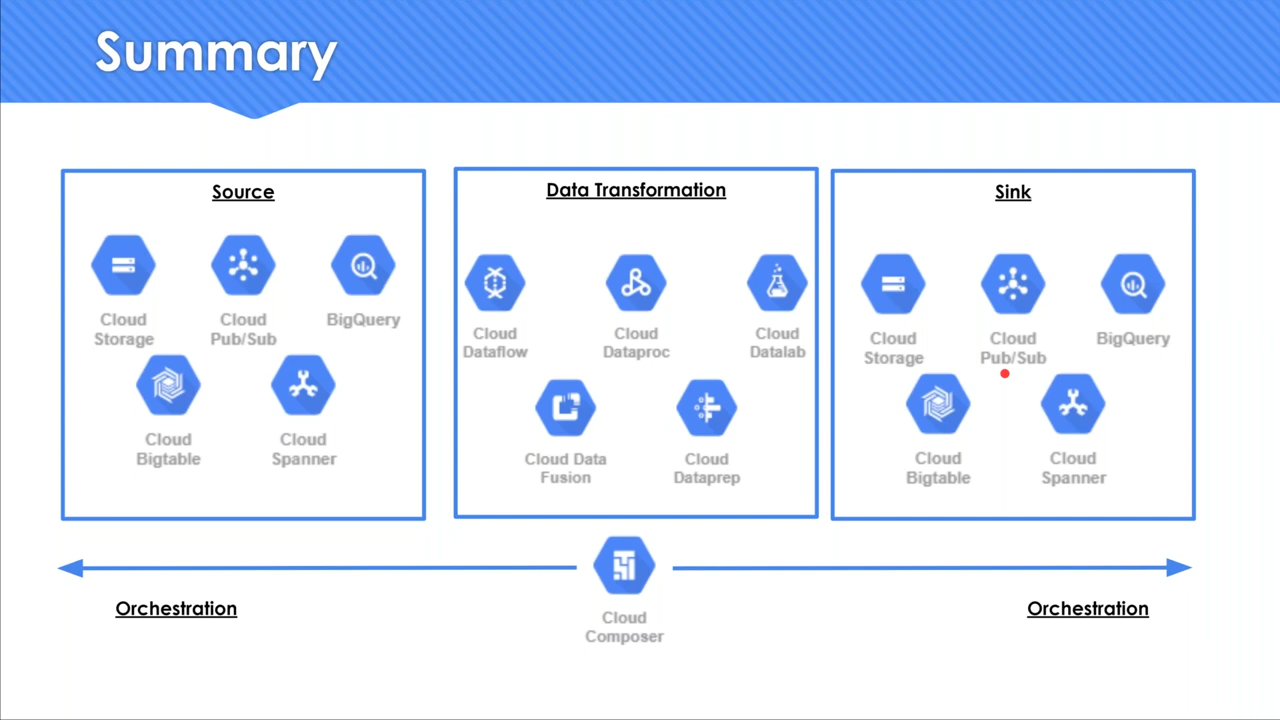 Summary
Source
Cloud
Storage
Cloud
Pub/Sub
BigQuery
Cloud
Bigtable
Cloud
Spanner
Data Transformation
Cloud
Dataflow
Cloud
Dataproc
Cloud
Datalab
Cloud Data
Fusion
Cloud
Dataprep
Sink
Cloud
Storage
Cloud
Pub/Sub
BigQuery
Cloud
Bigtable
Cloud
Spanner
Orchestration
Cloud
Composer
Orchestration